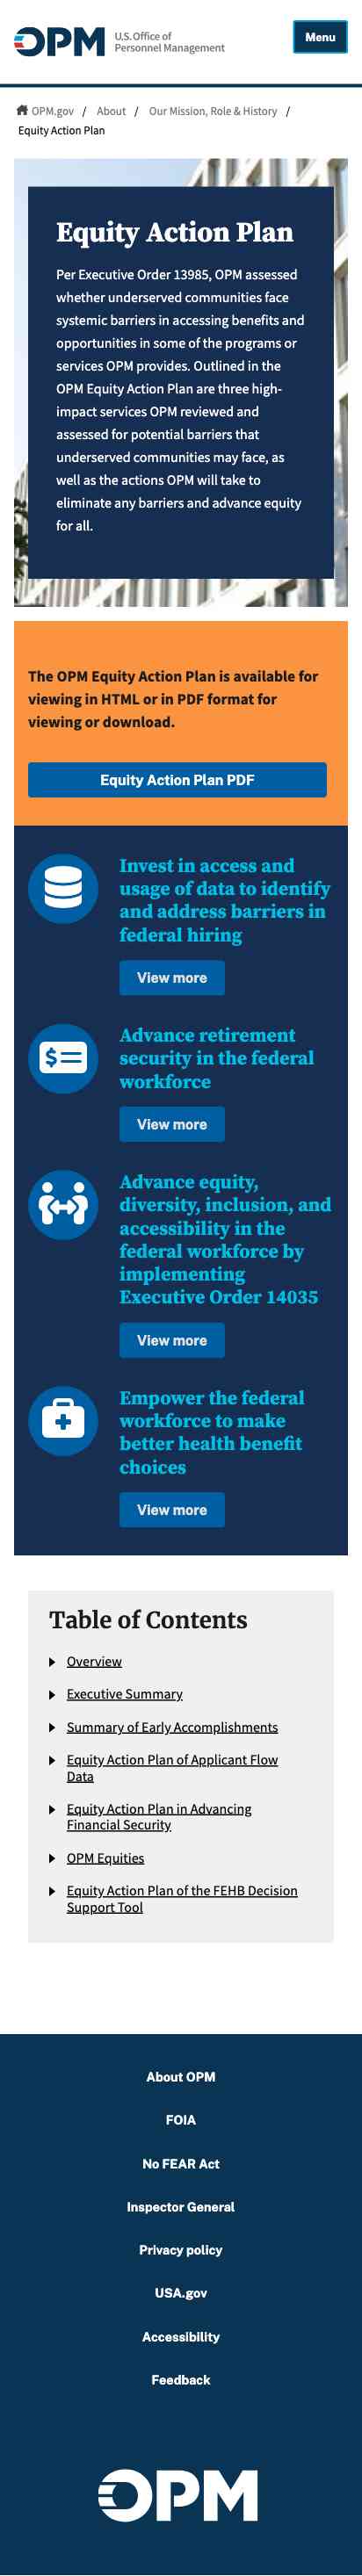 OPM
U.S. Office of
Personnel Management
Menu
OPM.gov / About / Our Mission, Role & History /
Equity Action Plan
Equity Action Plan
Per Executive Order 13985, OPM assessed
whether underserved communities face
systemic barriers in accessing benefits and
opportunities in some of the programs or
services OPM provides. Outlined in the
OPM Equity Action Plan are three high-
impact services OPM reviewed and
assessed for potential barriers that
underserved communities may face, as
well as the actions OPM will take to
eliminate any barriers and advance equity
for all.
The OPM Equity Action Plan is available for
viewing in HTML or in PDF format for
viewing or download.
Equity Action Plan PDF
Invest in access and
usage of data to identify
and address barriers in
federal hiring
View more
$
Advance retirement
security in the federal
workforce
View more
Advance equity,
diversity, inclusion, and
accessibility in the
federal workforce by
implementing
Executive Order 14035
View more
Empower the federal
workforce to make
better health benefit
choices
View more
Table of Contents
Overview
Executive Summary
Summary of Early Accomplishments
Equity Action Plan of Applicant Flow
Data
Equity Action Plan in Advancing
Financial Security
OPM Equities
Equity Action Plan of the FEHB Decision
Support Tool
About OPM
FOIA
No FEAR Act
Inspector General
Privacy policy
USA.gov
Accessibility
Feedback
OPM